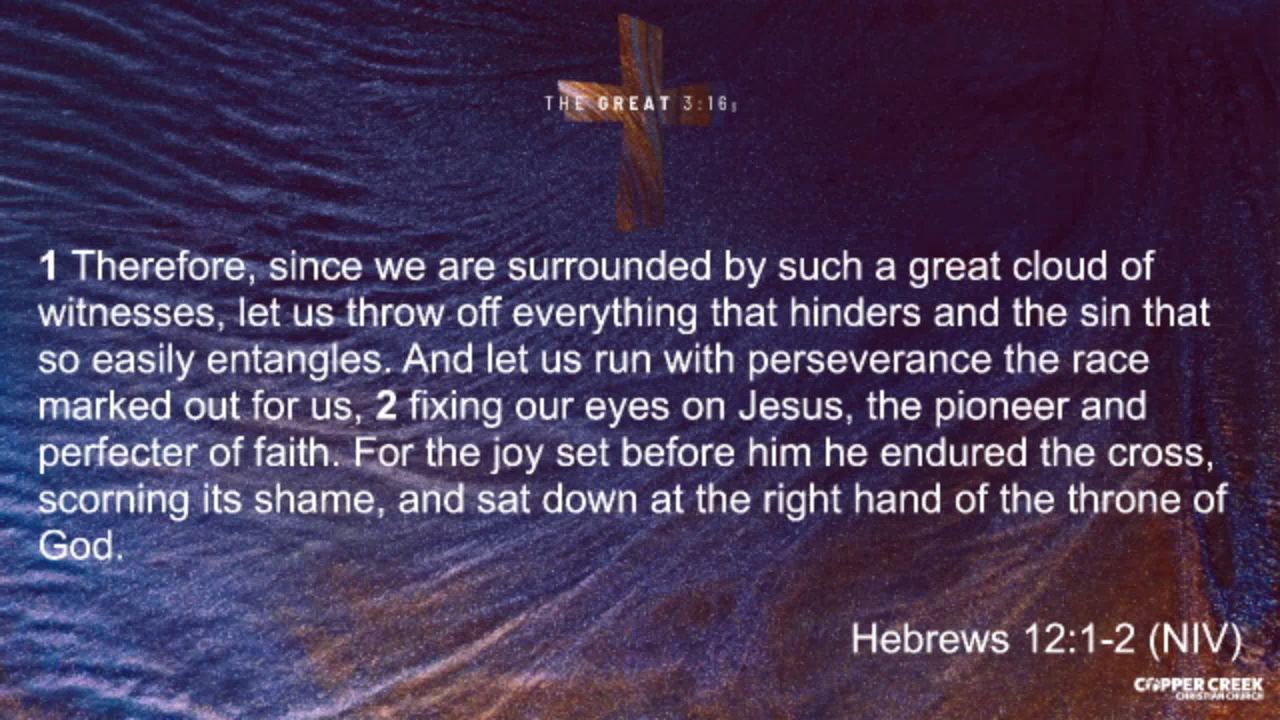 THE GREAT 3:16s
1 Therefore, since we are surrounded by such a great cloud of
witnesses, let us throw off everything that hinders and the sin that
so easily entangles. And let us run with perseverance the race
marked out for us, 2 fixing our eyes on Jesus, the pioneer and
perfecter of faith. For the joy set before him he endured the cross,
scorning its shame, and sat down at the right hand of the throne of
God.
Hebrews 12:1-2 (NIV)
COPPER CREEK
CHRISTIAN CHURCH